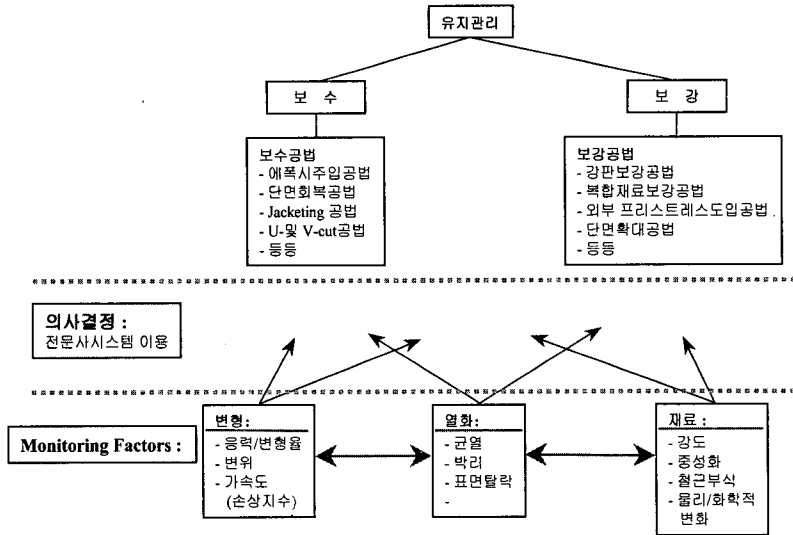 유지관리
보 수
보 강
보수공법
- 에폭시주입공법
- 단면회복공법
- Jacketing 공법
- U-및 V-cut공법
- 등등
보강공법
- 강판보강공법
- 복합재료보강공법
- 외부 프리스트레스도입공법
- 단면확대공법
- 등등
의사결정 :
전문사시스템 이용
Monitoring Factors :
변형:
- 응력/변형율
- 변위
- 가속도
(손상지수)
열화:
- 균열
- 박리
- 표면탈락
-
재료 :
- 강도
- 중성화
- 철근부식
- 물리/화학적
변화